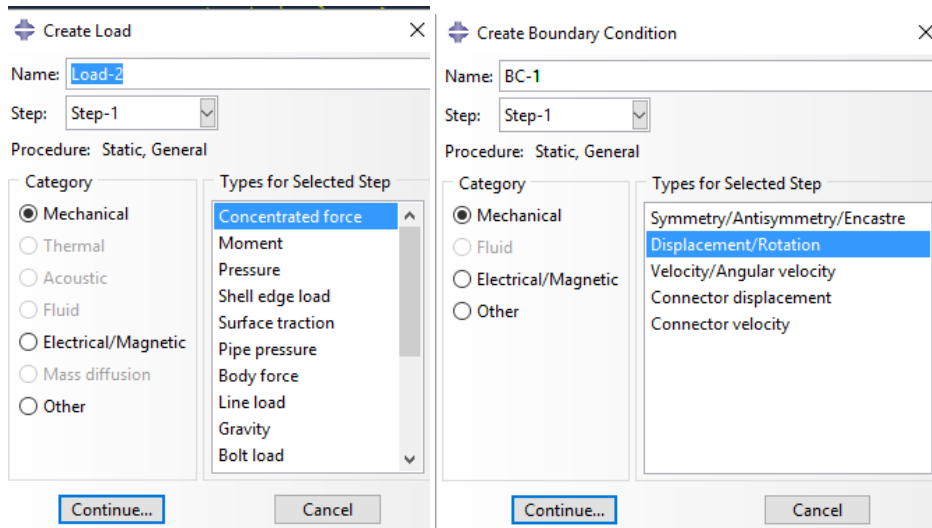 Create Load
Name: Load-2
Step: Step-1
Procedure: Static, General
Category
Mechanical
Thermal
Acoustic
Fluid
Electrical/Magnetic
Mass diffusion
Other
Types for Selected Step
Concentrated force
Moment
Pressure
Shell edge load
Surface traction
Pipe pressure
Body force
Line load
Gravity
Bolt load
Continue...
Cancel
Create Boundary Condition
Name: BC-1
Step: Step-1
Procedure: Static, General
Category
Mechanical
Fluid
Electrical/Magnetic
Other
Types for Selected Step
Symmetry/Antisymmetry/Encastre
Displacement/Rotation
Velocity/Angular velocity
Connector displacement
Connector velocity
Continue...
Cancel